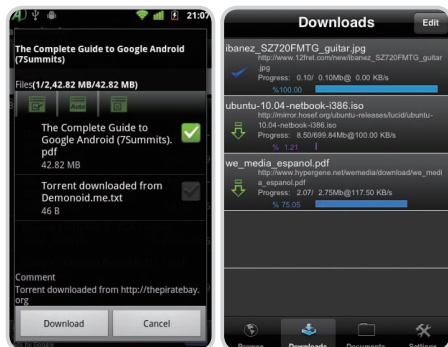 21:07
The Complete Guide to Google Android
(7Summits)
Files(1/2,42.82 MB/42.82 MB)
Auto
The Complete Guide to
Google Android (7Summits).
pdf
42.82 MB
Torrent downloaded from
Demonoid.me.txt
46 B
Comment
Torrent downloaded from http://thepiratebay.
org
Download
Cancel
Downloads
Edit
ibanez_SZ720FMTG_guitar.jpg
http://www.12fret.com/new/ibanez_SZ720FMTG_guitar
.jpg
Progress: 0.10/ 0.10Mb@ 0.00 KB/s
%100.00
ubuntu-10.04-netbook-i386.iso
http://mirror.hosef.org/ubuntu-releases/lucid/ubuntu-
10.04-netbook-i386.iso
Progress: 8.50/699.84Mb@100.00 KB/s
% 1.21
we_media_espanol.pdf
http://www.hypergene.net/wemedia/download/we_medi
a_espanol.pdf
Progress: 2.07/ 2.75Mb@117.50 KB/s
% 75.05
Browse
Downloads
Documents
Settings